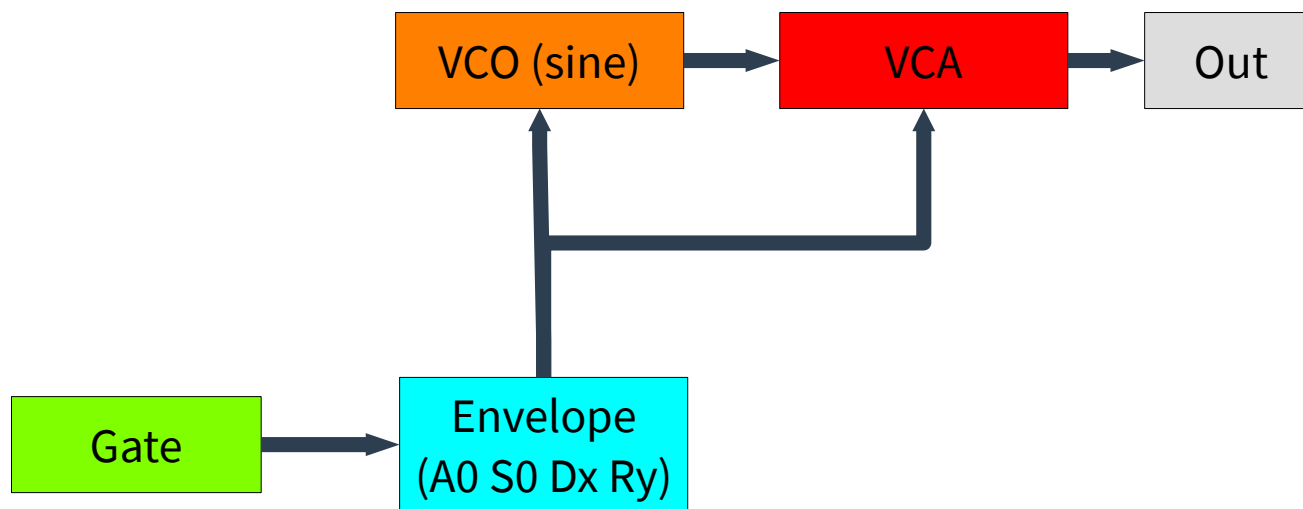 VCO (sine)
VCA
Out
Gate
Envelope
(A0 S0 Dx Ry)